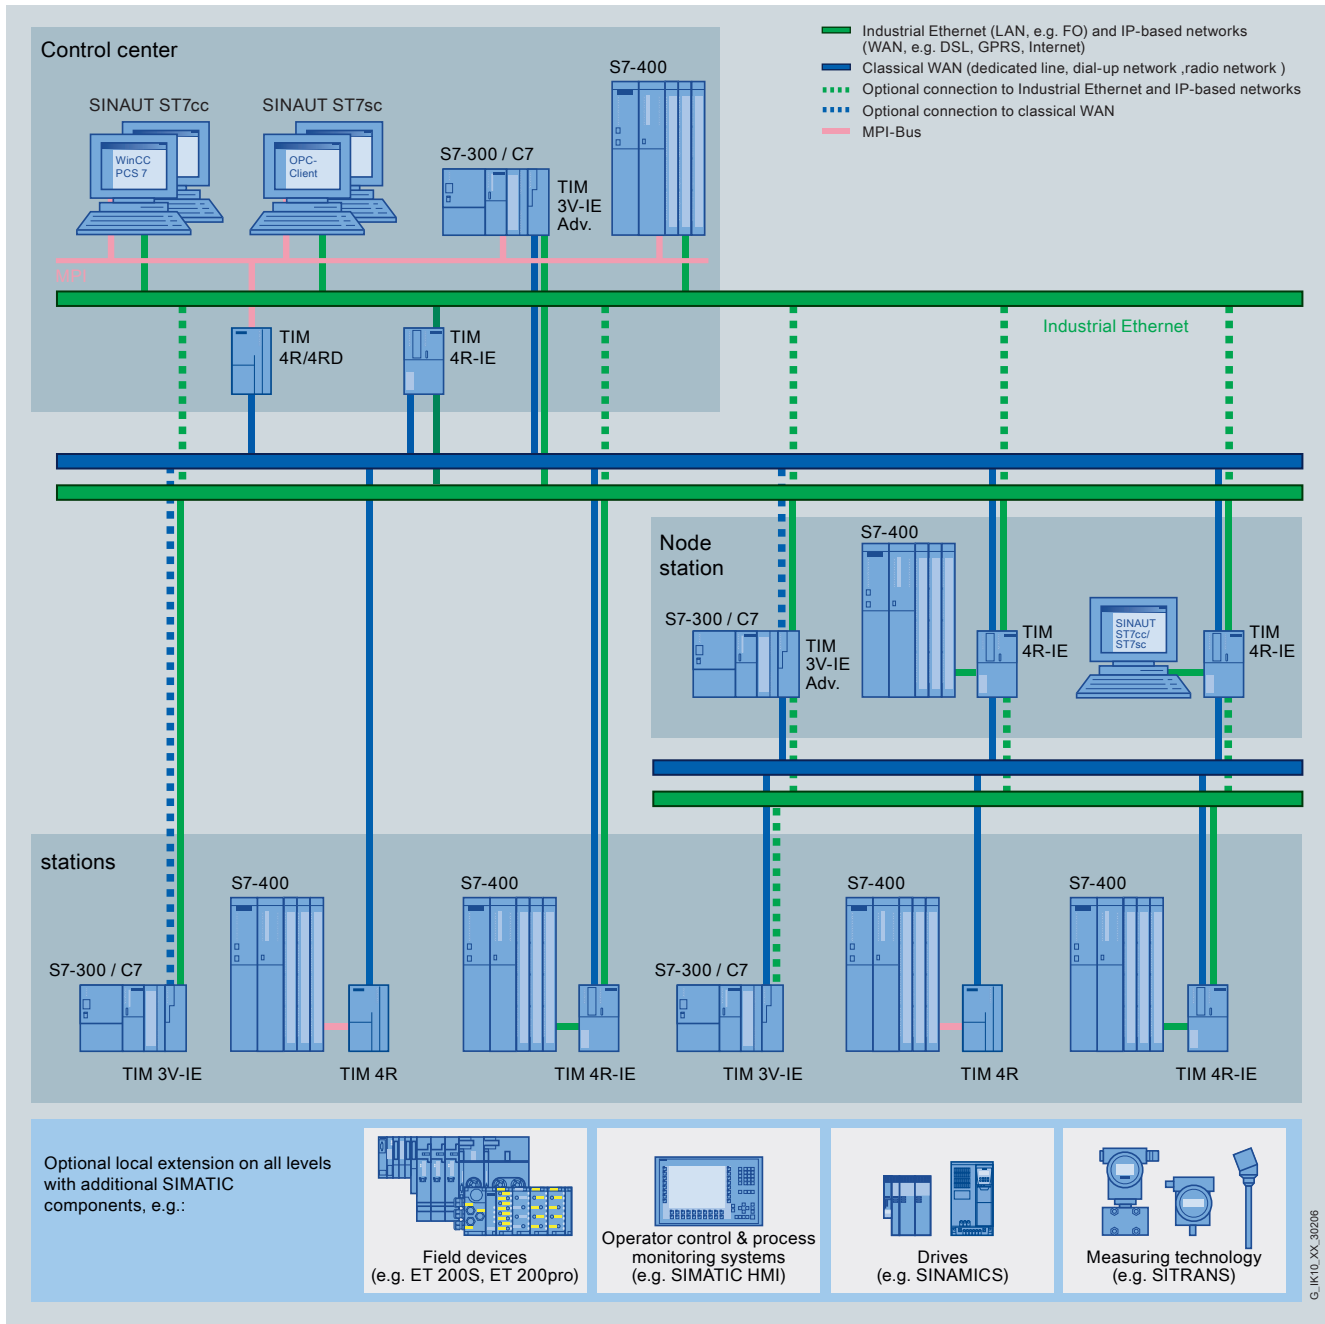 Control center
Industrial Ethernet (LAN, e.g. FO) and IP-based networks
(WAN, e.g. DSL, GPRS, Internet)
Classical WAN (dedicated line, dial-up network ,radio network )
Optional connection to Industrial Ethernet and IP-based networks
Optional connection to classical WAN
MPI-Bus
S7-400
SINAUT ST7cc
SINAUT ST7sc
S7-300 / C7
WinCC
PCS 7
OPC-
Client
TIM
3V-IE
Adv.
MPI
Industrial Ethernet
TIM
4R/4RD
TIM
4R-IE
Node
station
S7-400
S7-300 / C7
TIM
3V-IE
Adv.
TIM
4R-IE
SINAUT
ST7cc/
ST7sc
TIM
4R-IE
stations
S7-400
S7-400
S7-400
S7-400
S7-300 / C7
S7-300 / C7
TIM 3V-IE
TIM 4R
TIM 4R-IE
TIM 3V-IE
TIM 4R
TIM 4R-IE
Optional local extension on all levels
with additional SIMATIC
components, e.g.:
Field devices
(e.g. ET 200S, ET 200pro)
Operator control & process
monitoring systems
(e.g. SIMATIC HMI)
Drives
(e.g. SINAMICS)
Measuring technology
(e.g. SITRANS)
G_IK10_XX_30206